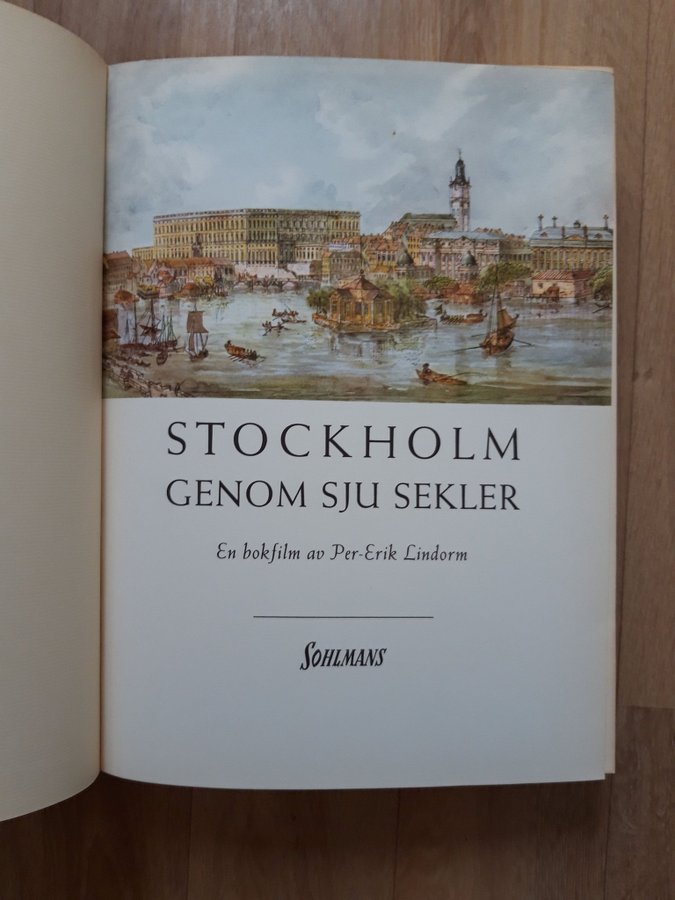 STOCKHOLM
GENOM SJU SEKLER
En bokfilm av Per-Erik Lindorm
SOHLMANS